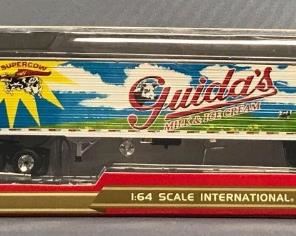 SUPERCOW
Guida's
MILK & ICE CREAM
1:64 SCALE INTERNATIONAL